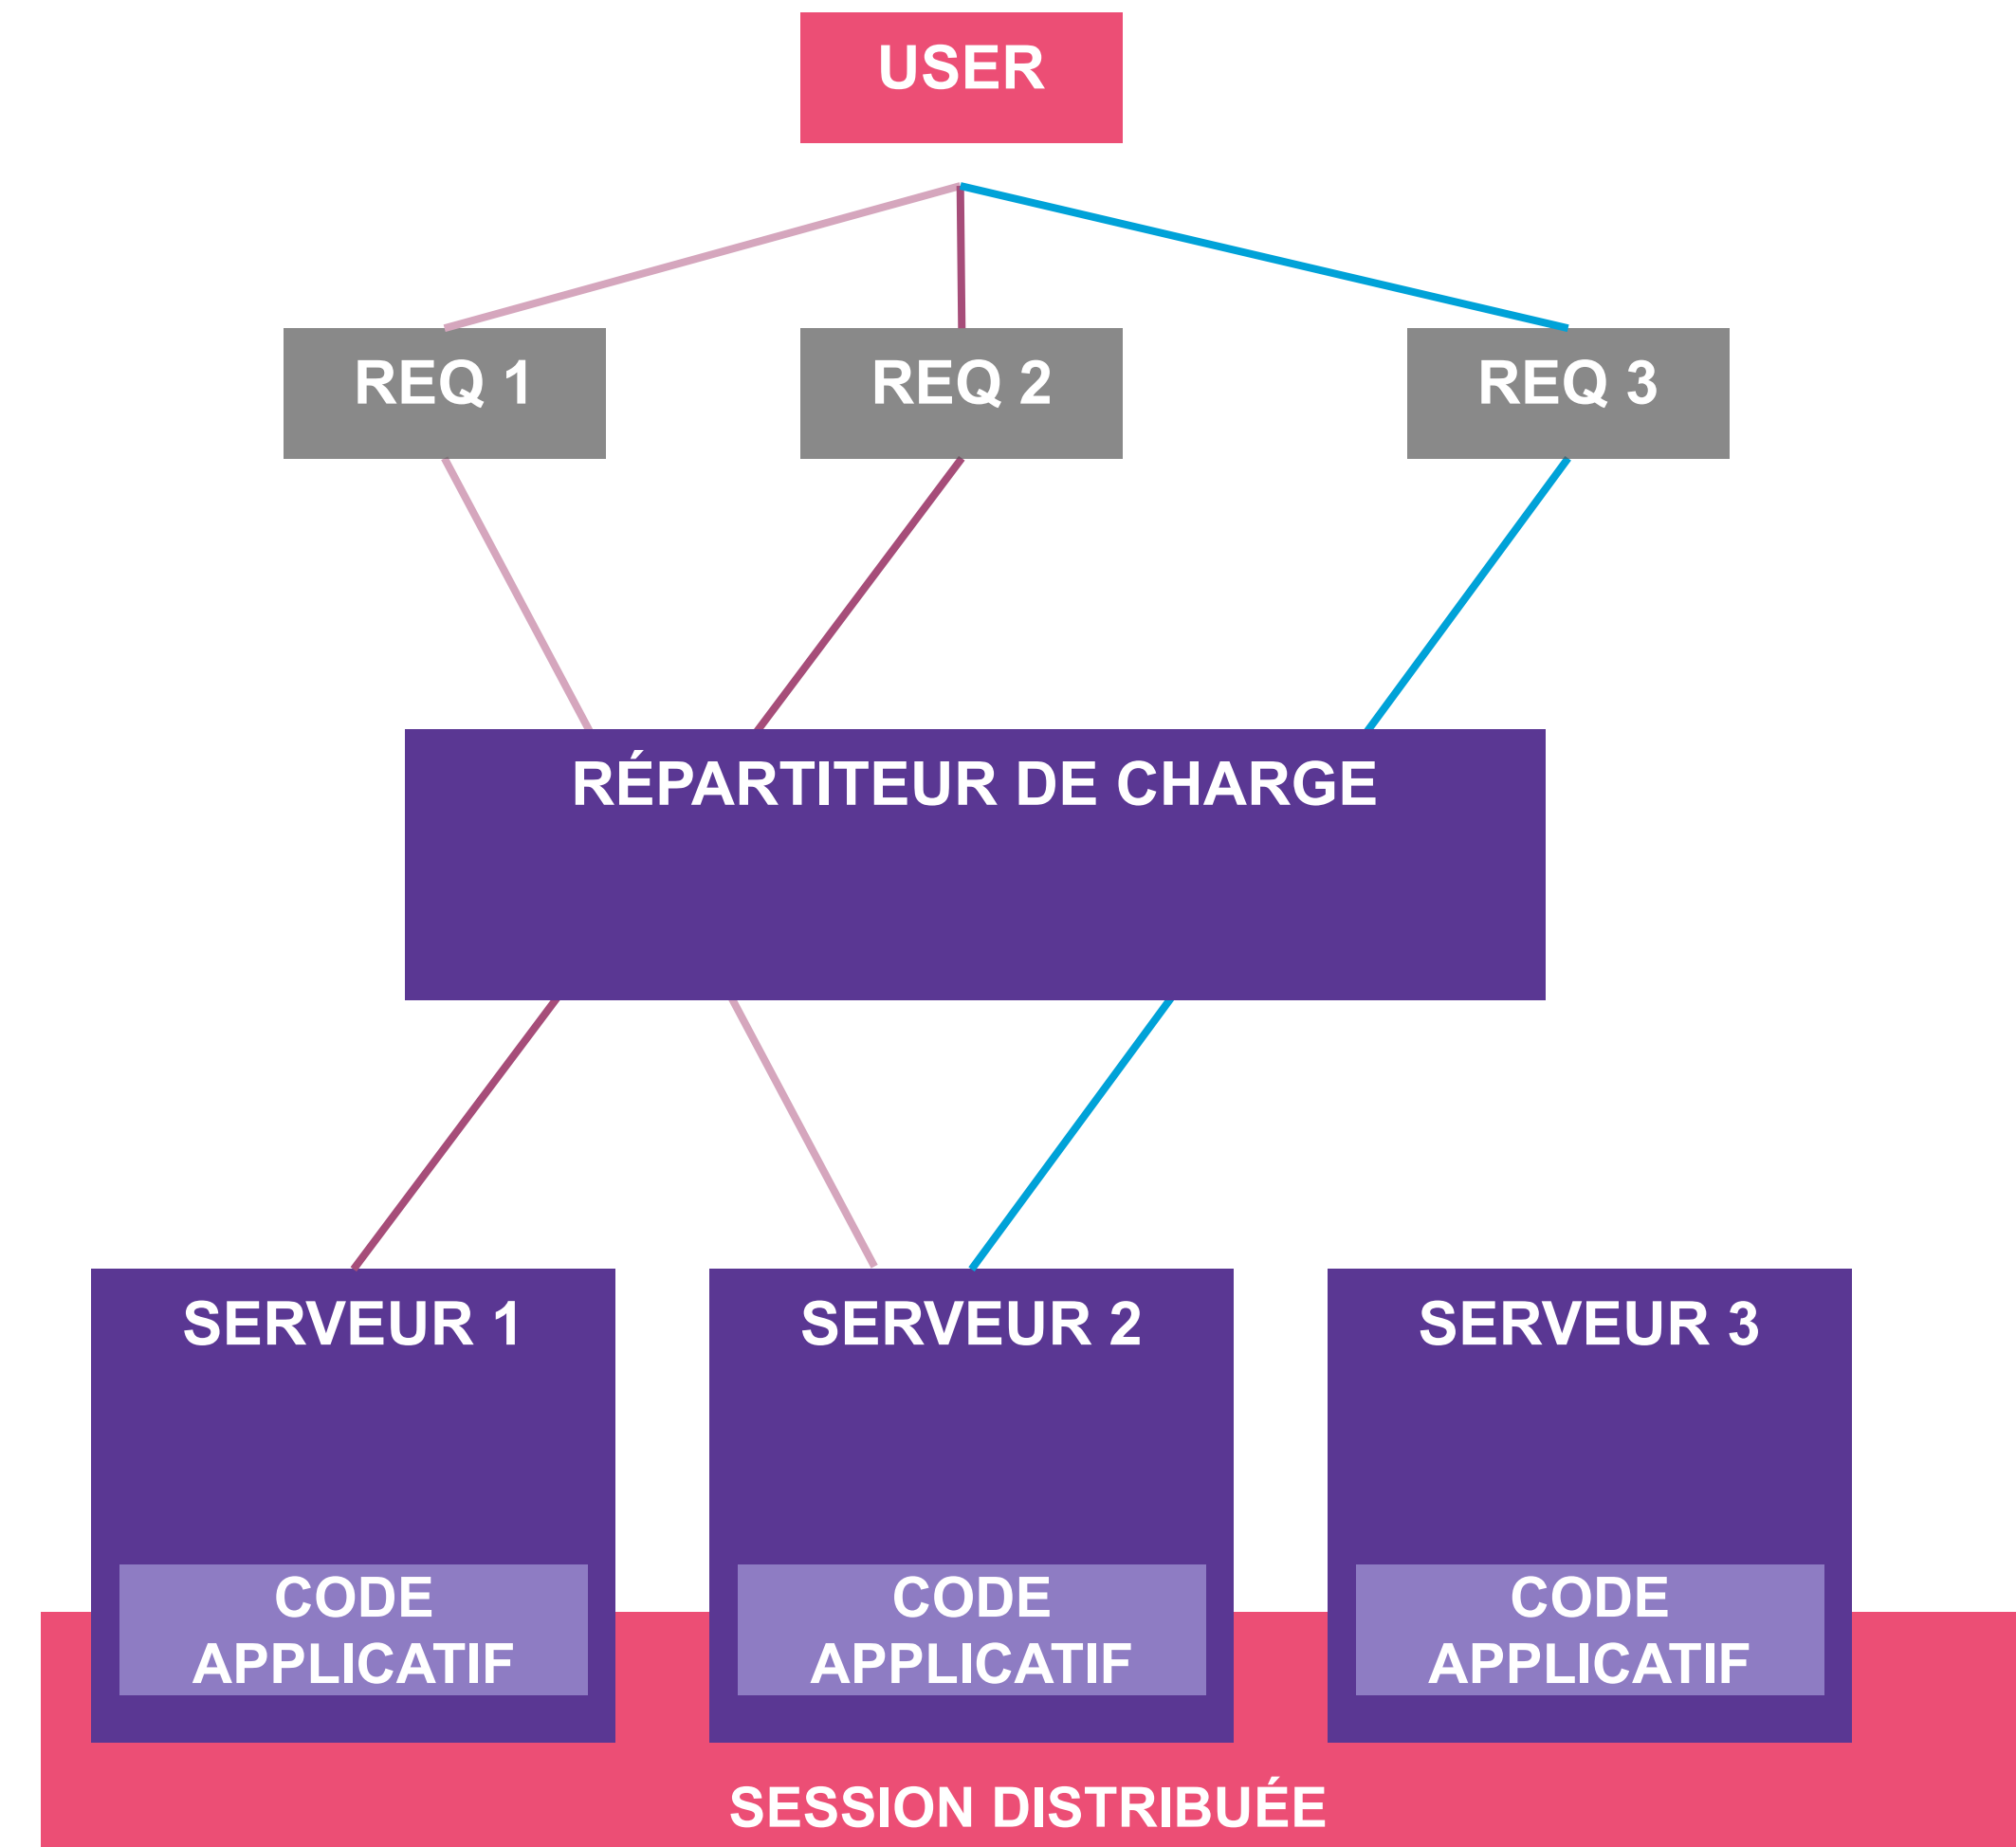 USER
REQ 1
REQ 2
REQ 3
RÉPARTITEUR DE CHARGE
SERVEUR 1
SERVEUR 2
SERVEUR 3
CODE
APPLICATIF
CODE
APPLICATIF
CODE
APPLICATIF
SESSION DISTRIBUÉE